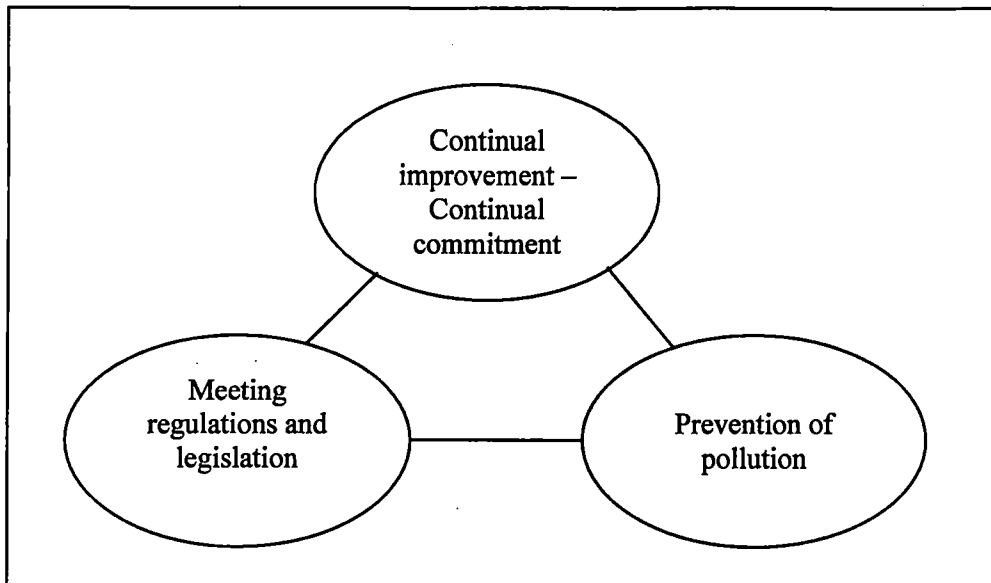 Continual
improvement –
Continual
commitment
Meeting
regulations and
legislation
Prevention of
pollution